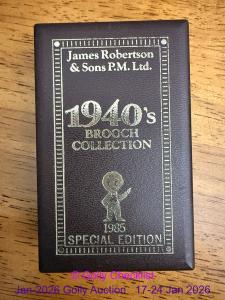 James Robertson
& Sons P.M. Ltd.
1940's
BROOCH
COLLECTION
1985
SPECIAL EDITION
© Golly Checklist
Jan-2026 Golly Auction 17-24 Jan 2026